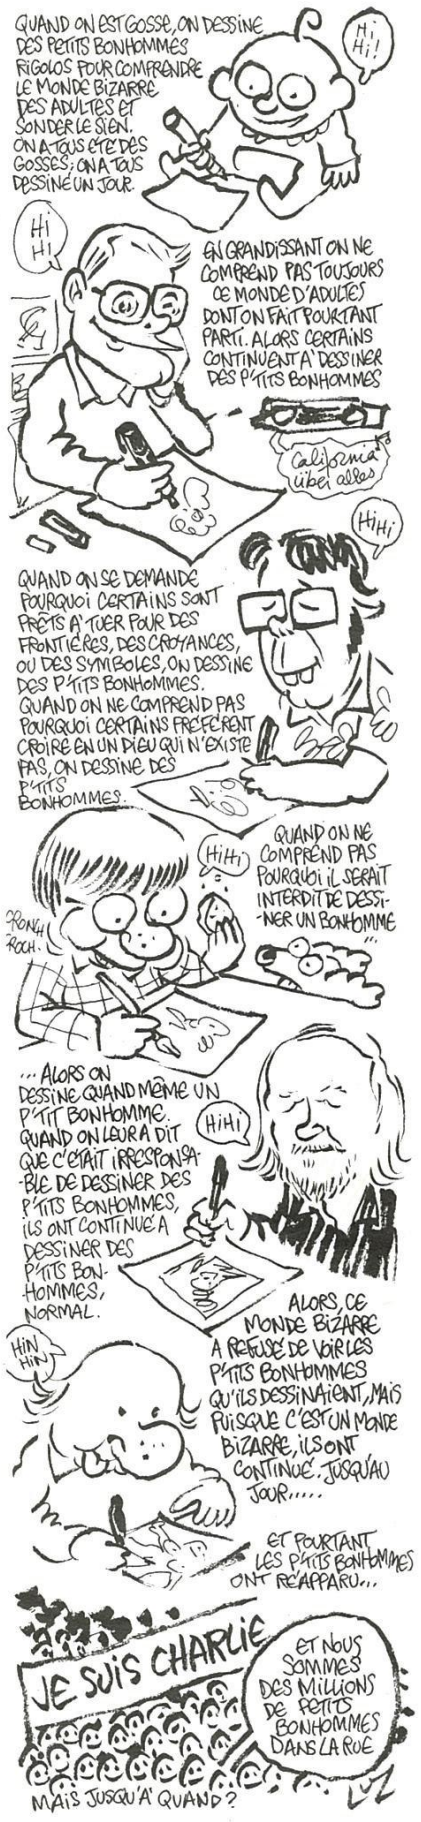 QUAND ON EST GOSSE, ON DESSINE
DES PETITS BONHOMMES
RIGOLOS POUR COMPRENDRE
LE MONDE BIZARRE
DES ADULTES ET
SONDER LE SIEN.
ON A TOUS ÉTÉ DES
GOSSES; ON A TOUS
DESSINÉ UN JOUR.
Hi
Hi!
Hi
Hi
EN GRANDISSANT ON NE
COMPREND PAS TOUJOURS
CE MONDE D'ADULTES
DONT ON FAIT POURTANT
PARTI. ALORS CERTAINS
CONTINUENT À DESSINER
DES P'TITS BONHOMMES
California
über alles
HiHi
QUAND ON SE DEMANDE
POURQUOI CERTAINS SONT
PRÊTS À TUER POUR DES
FRONTIÈRES, DES CROYANCES,
OU DES SYMBOLES, ON DESSINE
DES P'TITS BONHOMMES.
QUAND ON NE COMPREND PAS
POURQUOI CERTAINS PRÉFÈRENT
CROIRE EN UN DIEU QUI N'EXISTE
PAS, ON DESSINE DES
P'TITS
BONHOMMES.
HiHi
QUAND ON NE
COMPREND PAS
POURQUOI IL SERAIT
INTERDIT DE DESSI-
-NER UN BONHOMME
...
... ALORS ON
DESSINE QUAND MÊME UN
P'TIT BONHOMME.
QUAND ON LEUR A DIT
QUE C'ÉTAIT IRRESPONSA-
-BLE DE DESSINER DES
P'TITS BONHOMMES,
ILS ONT CONTINUÉ À
DESSINER DES
P'TITS BON-
-HOMMES,
NORMAL.
HiHi
ALORS, CE
MONDE BIZARRE
A REFUSÉ DE VOIR LES
P'TITS BONHOMMES
QU'ILS DESSINAIENT, MAIS
PUISQUE C'EST UN MONDE
BIZARRE, ILS ONT
CONTINUÉ. JUSQU'AU
JOUR.....
HiN
HiN
ET POURTANT
LES P'TITS BONHOMMES
ONT RÉAPPARU...
JE SUIS CHARLIE
ET NOUS
SOMMES
DES MILLIONS
DE PETITS
BONHOMMES
DANS LA RUE
MAIS JUSQU'À QUAND?
LUZ